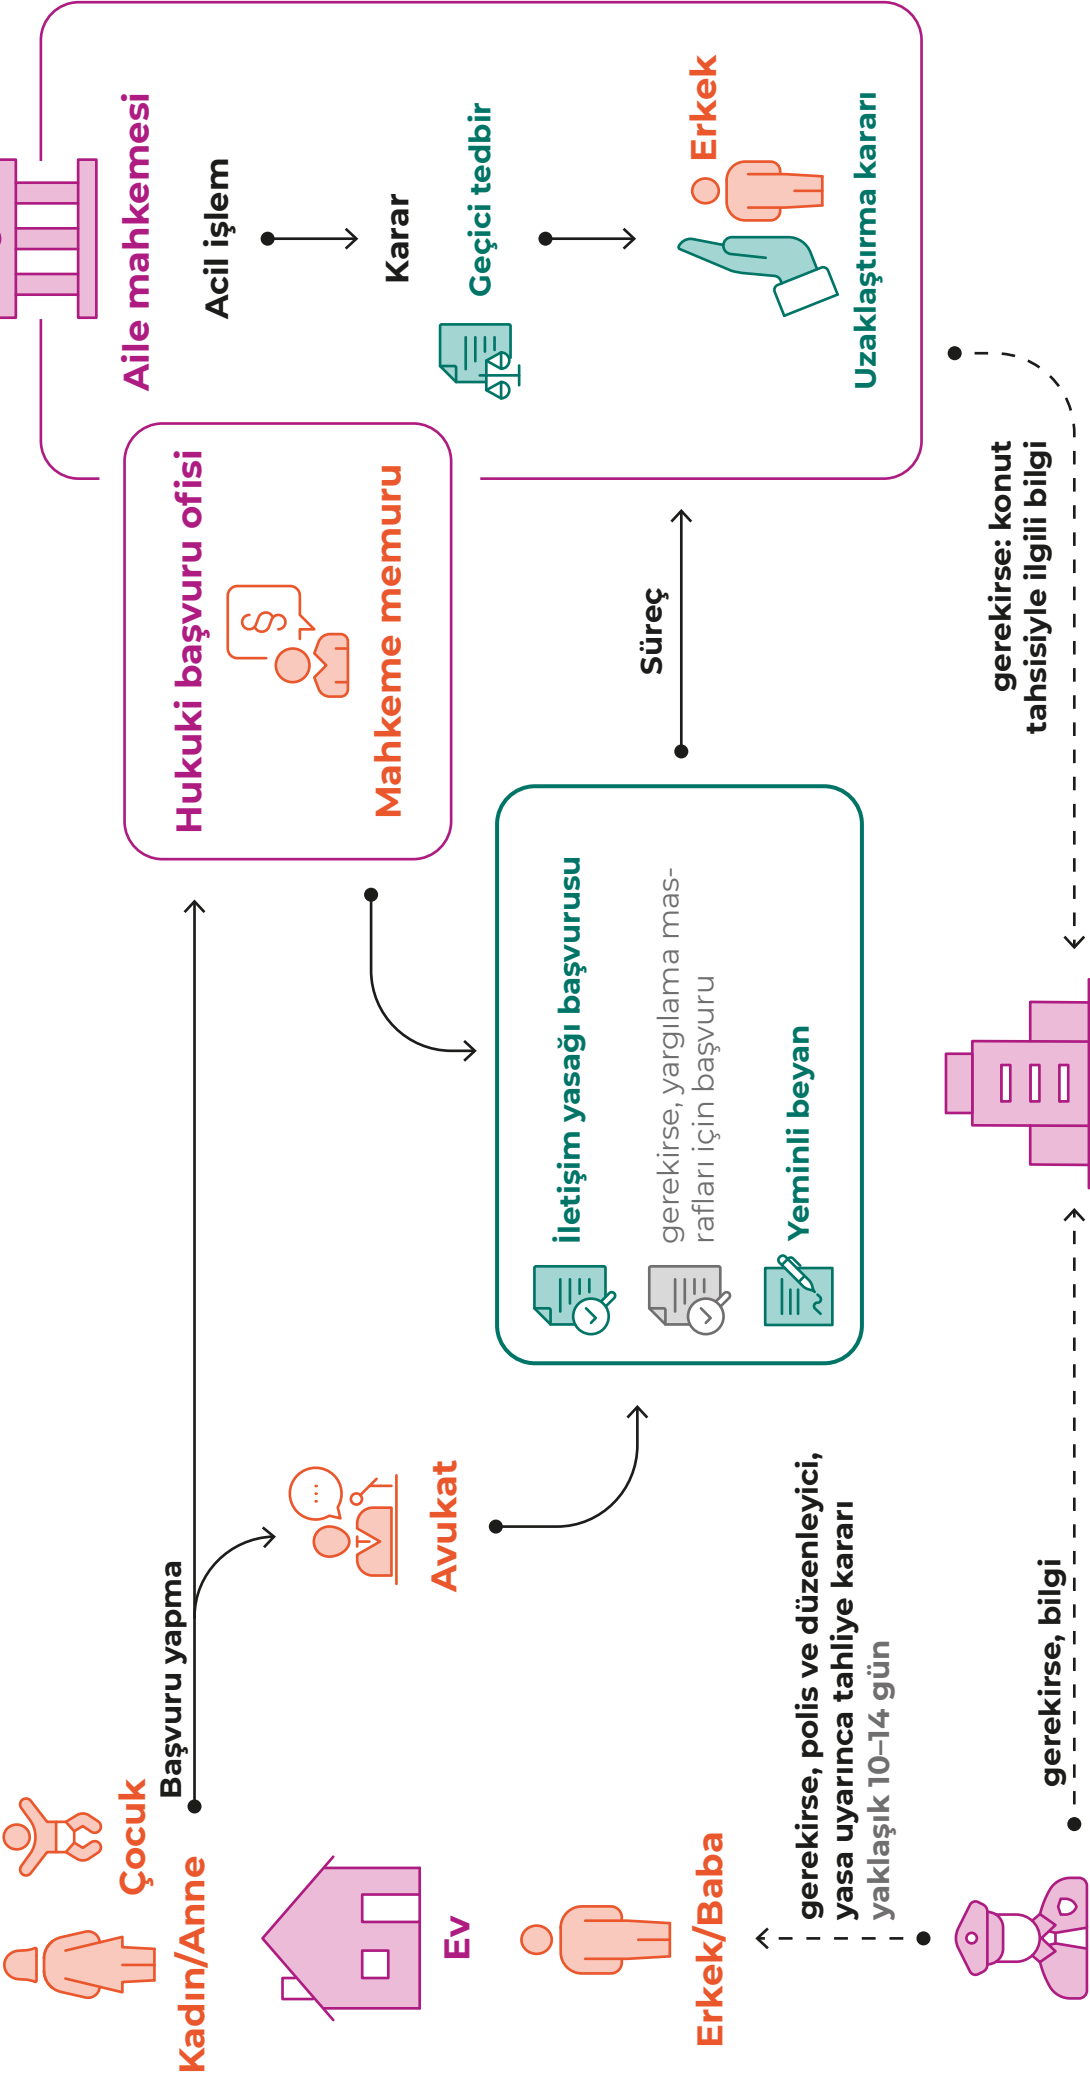 Kadın/Anne
Çocuk
Ev
Erkek/Baba
Başvuru yapma
Avukat
gerekirse, polis ve düzenleyici,
yasa uyarınca tahliye kararı
yaklaşık 10–14 gün
gerekirse, bilgi
Hukuki başvuru ofisi
§
Mahkeme memuru
İletişim yasağı başvurusu
gerekirse, yargılama mas-
rafları için başvuru
Yeminli beyan
Süreç
Aile mahkemesi
Acil işlem
Karar
Geçici tedbir
Erkek
Uzaklaştırma kararı
gerekirse: konut
tahsisiyle ilgili bilgi